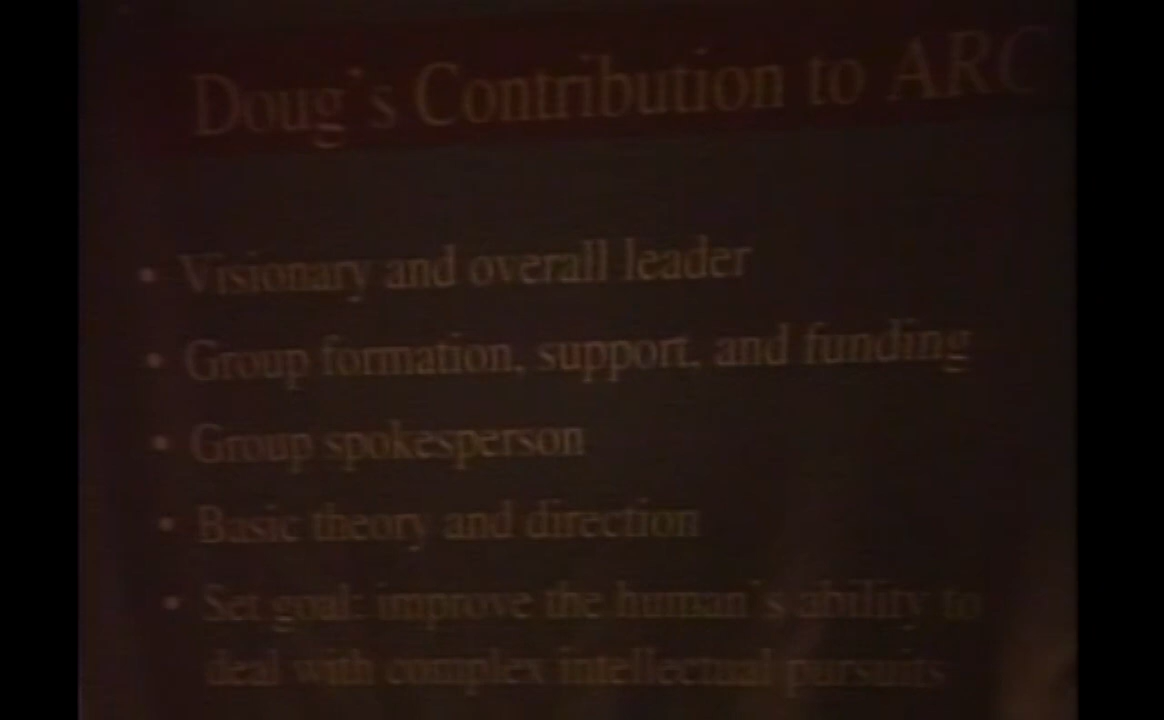 Doug's Contribution to ARC
• Visionary and overall leader
• Group formation, support, and funding
• Group spokesperson
• Basic theory and direction
• Set goal: improve the human's ability to
deal with complex intellectual pursuits